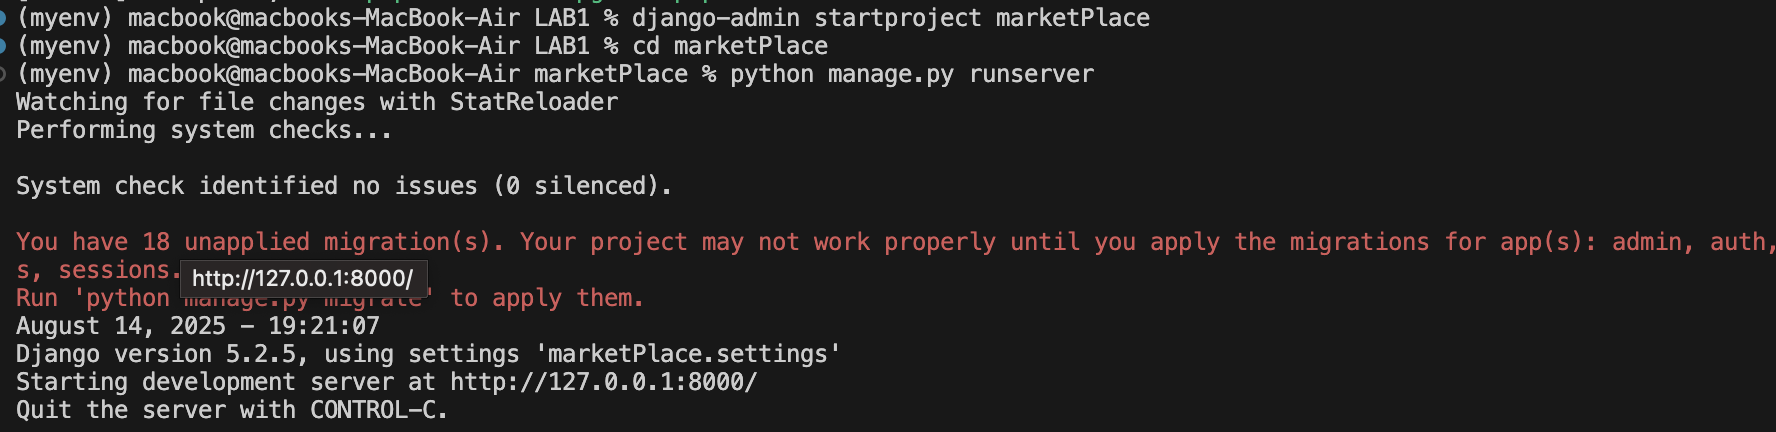 (myenv) macbook@macbooks-MacBook-Air LAB1 % django-admin startproject marketPlace
(myenv) macbook@macbooks-MacBook-Air LAB1 % cd marketPlace
(myenv) macbook@macbooks-MacBook-Air marketPlace % python manage.py runserver
Watching for file changes with StatReloader
Performing system checks...
System check identified no issues (0 silenced).
You have 18 unapplied migration(s). Your project may not work properly until you apply the migrations for app(s): admin, auth,
s, sessions.
http://127.0.0.1:8000/
Run 'python manage.py migrate' to apply them.
August 14, 2025 - 19:21:07
Django version 5.2.5, using settings 'marketPlace.settings'
Starting development server at http://127.0.0.1:8000/
Quit the server with CONTROL-C.